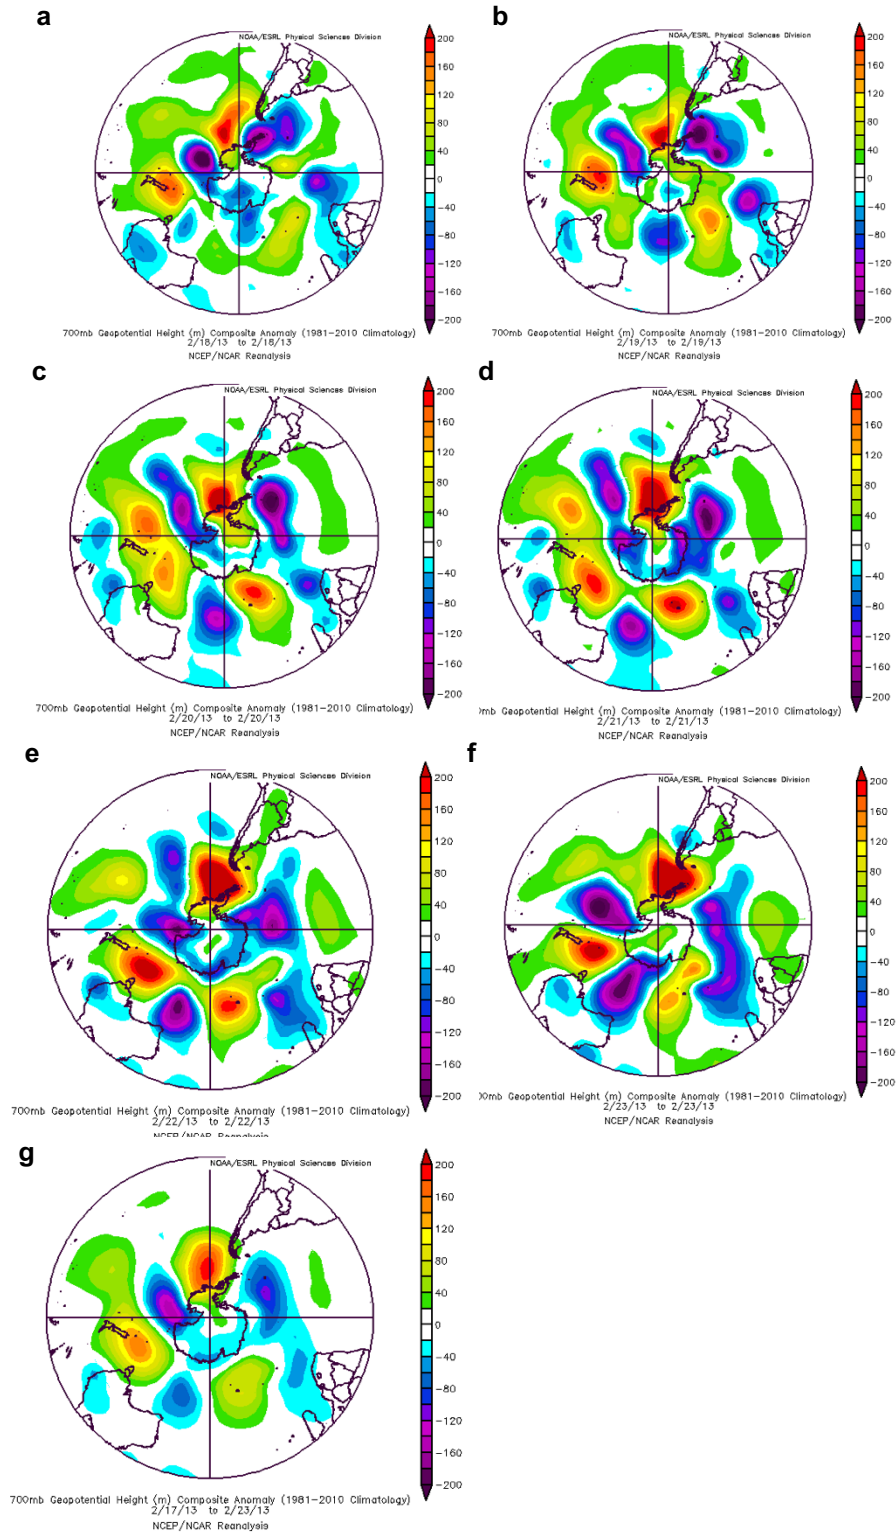 a
NOAA/ESRL Physical Sciences Division
200
160
120
80
40
0
−40
−80
−120
−160
−200
700mb Geopotential Height (m) Composite Anomaly (1981−2010 Climatology)
2/18/13 to 2/18/13
NCEP/NCAR Reanalysis
b
NOAA/ESRL Physical Sciences Division
200
160
120
80
40
0
−40
−80
−120
−160
−200
700mb Geopotential Height (m) Composite Anomaly (1981−2010 Climatology)
2/19/13 to 2/19/13
NCEP/NCAR Reanalysis
c
NOAA/ESRL Physical Sciences Division
200
160
120
80
40
0
−40
−80
−120
−160
−200
700mb Geopotential Height (m) Composite Anomaly (1981−2010 Climatology)
2/20/13 to 2/20/13
NCEP/NCAR Reanalysis
d
NOAA/ESRL Physical Sciences Division
200
160
120
80
40
0
−40
−80
−120
−160
−200
0mb Geopotential Height (m) Composite Anomaly (1981−2010 Climatology)
2/21/13 to 2/21/13
NCEP/NCAR Reanalysis
e
NOAA/ESRL Physical Sciences Division
200
160
120
80
40
0
−40
−80
−120
−160
−200
700mb Geopotential Height (m) Composite Anomaly (1981−2010 Climatology)
2/22/13 to 2/22/13
NCEP/NCAR Reanalysis
f
NOAA/ESRL Physical Sciences Division
200
160
120
80
40
0
−40
−80
−120
−160
−200
00mb Geopotential Height (m) Composite Anomaly (1981−2010 Climatology)
2/23/13 to 2/23/13
NCEP/NCAR Reanalysis
g
NOAA/ESRL Physical Sciences Division
200
160
120
80
40
0
−40
−80
−120
−160
−200
700mb Geopotential Height (m) Composite Anomaly (1981−2010 Climatology)
2/17/13 to 2/23/13
NCEP/NCAR Reanalysis